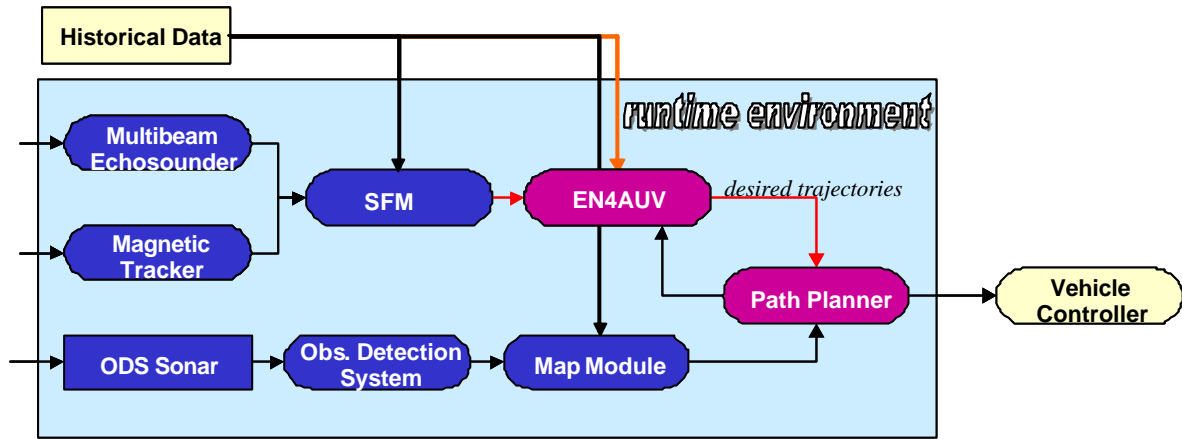 Historical Data
runtime environment
Multibeam
Echosounder
SFM
EN4AUV
desired trajectories
Magnetic
Tracker
Path Planner
Vehicle
Controller
ODS Sonar
Obs. Detection
System
Map Module